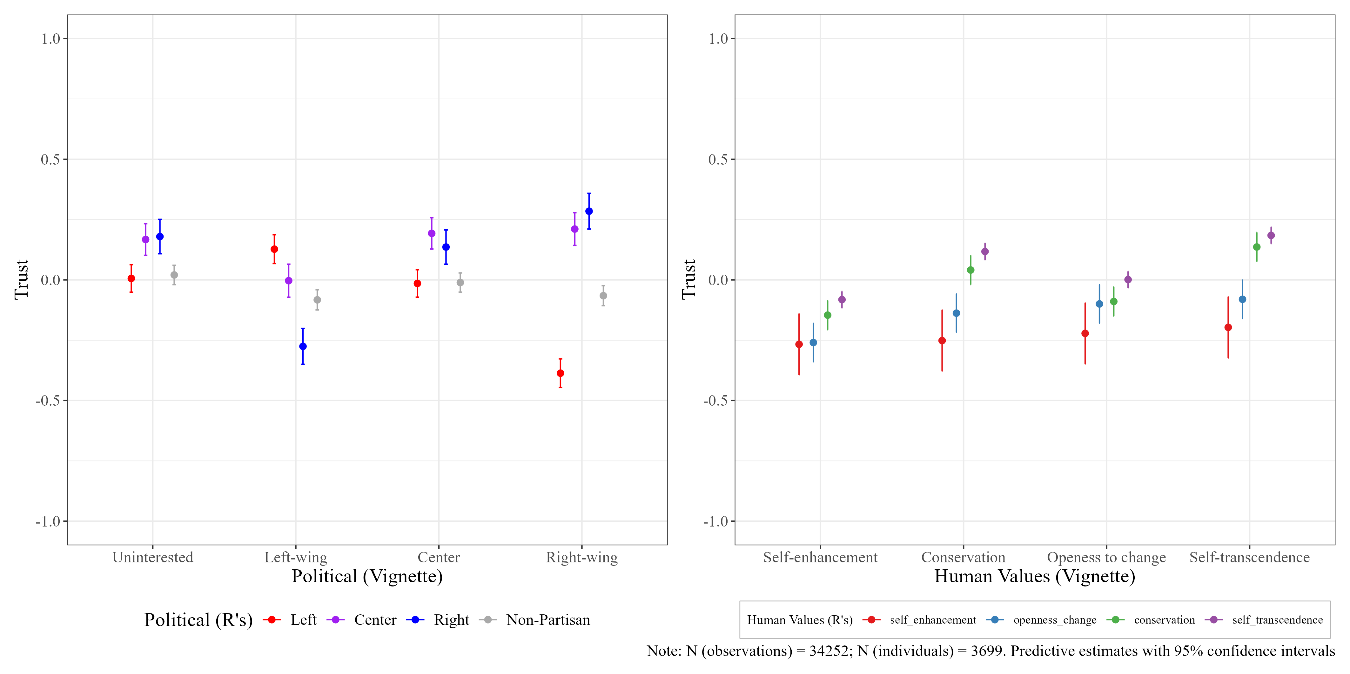 1.0
0.5
0.0
-0.5
-1.0
Trust
Uninterested Left-wing Center Right-wing
Political (Vignette)
Political (R's) Left Center Right Non-Partisan
1.0
0.5
0.0
-0.5
-1.0
Trust
Self-enhancement Conservation Openess to change Self-transcendence
Human Values (Vignette)
Human Values (R's) self_enhancement openness_change conservation self_transcendence
Note: N (observations) = 34252; N (individuals) = 3699. Predictive estimates with 95% confidence intervals